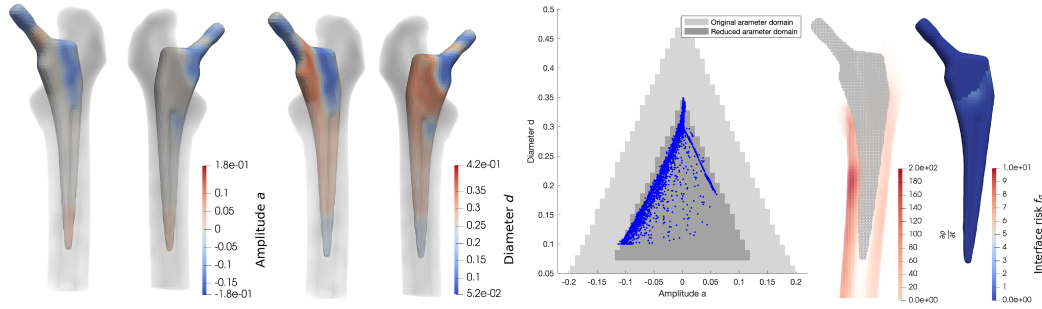 1.8e-01
0.1
0.05
0
-0.05
-0.1
-0.15
-1.8e-01
Amplitude a
4.2e-01
0.35
0.3
0.25
0.2
0.15
0.1
5.2e-02
Diameter d
Original arameter domain
Reduced arameter domain
0.5
0.45
0.4
0.35
0.3
0.25
0.2
0.15
0.1
0.05
Diameter d
-0.2
-0.15
-0.1
-0.05
0
0.05
0.1
0.15
0.2
Amplitude a
2.0e+02
180
160
140
120
100
80
60
40
20
0.0e+00
∂ρ
∂t
1.0e+01
9
8
7
6
5
4
3
2
1
0.0e+00
Interface risk